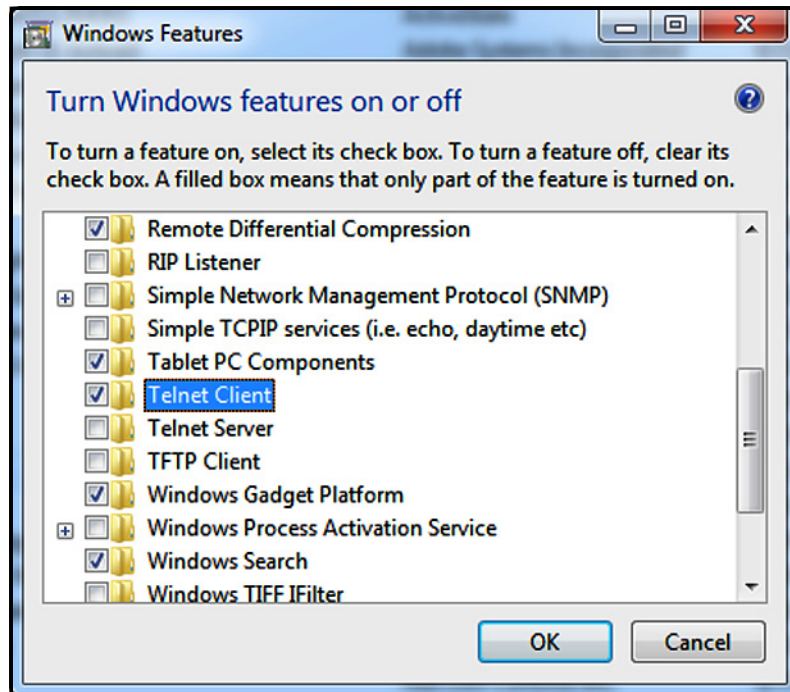 Windows Features
Turn Windows features on or off
To turn a feature on, select its check box. To turn a feature off, clear its
check box. A filled box means that only part of the feature is turned on.
Remote Differential Compression
RIP Listener
Simple Network Management Protocol (SNMP)
Simple TCPIP services (i.e. echo, daytime etc)
Tablet PC Components
Telnet Client
Telnet Server
TFTP Client
Windows Gadget Platform
Windows Process Activation Service
Windows Search
Windows TIFF IFilter
OK
Cancel